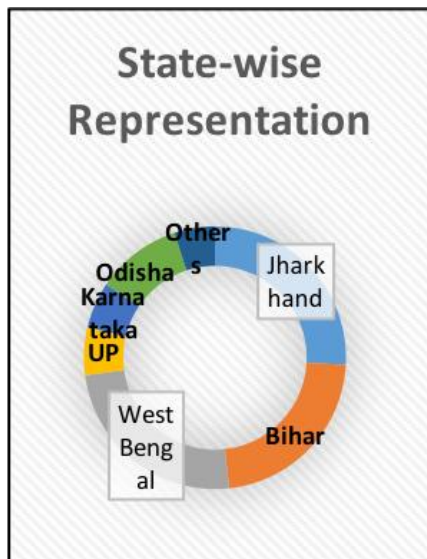 State-wise
Representation
Other
s
Jhark
hand
Odisha
Karna
taka
UP
West
Beng
al
Bihar